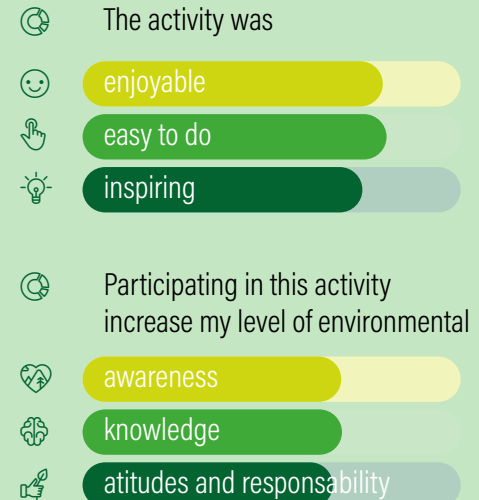 The activity was
enjoyable
easy to do
inspiring
Participating in this activity
increase my level of environmental
awareness
knowledge
atitudes and responsability